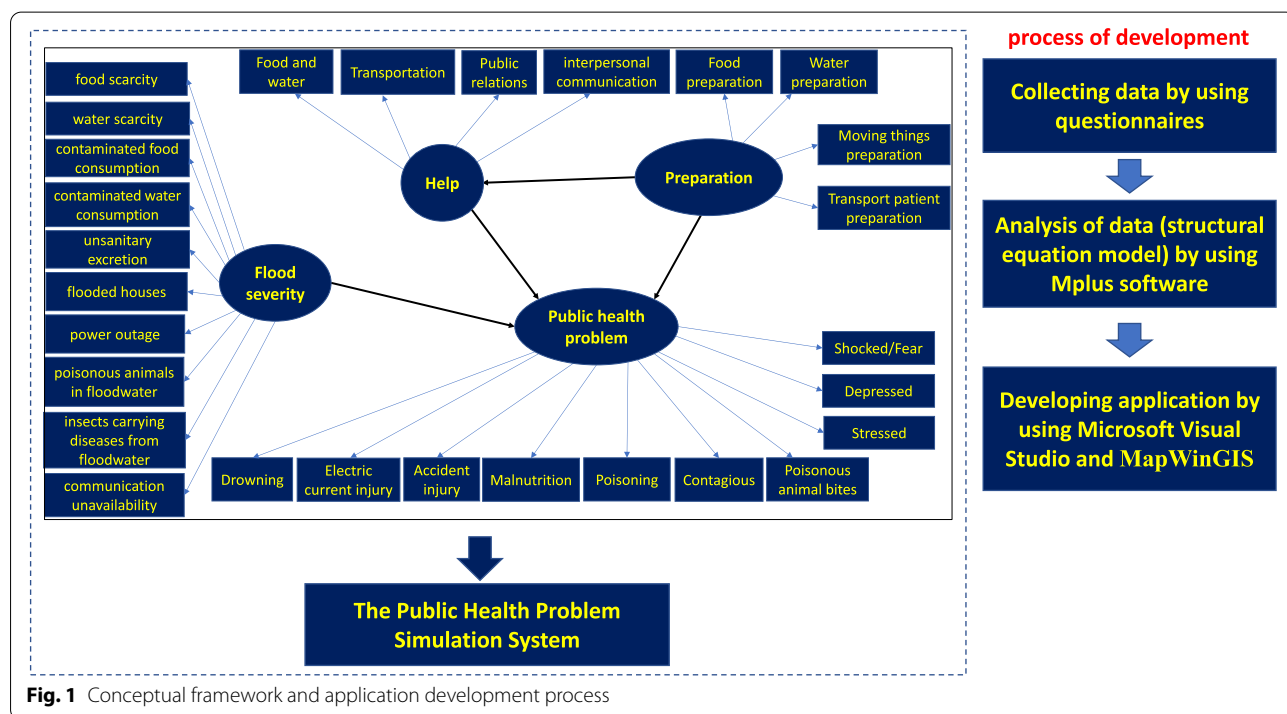 process of development
Food and
water
Transportation
Public
relations
interpersonal
communication
Food
preparation
Water
preparation
Moving things
preparation
Transport patient
preparation
Help
Preparation
food scarcity
water scarcity
contaminated food
consumption
contaminated water
consumption
unsanitary
excretion
flooded houses
power outage
poisonous animals
in floodwater
insects carrying
diseases from
floodwater
communication
unavailability
Flood
severity
Public health
problem
Shocked/Fear
Depressed
Stressed
Drowning
Electric
current injury
Accident
injury
Malnutrition
Poisoning
Contagious
Poisonous
animal bites
The Public Health Problem
Simulation System
Collecting data by using
questionnaires
Analysis of data (structural
equation model) by using
Mplus software
Developing application by
using Microsoft Visual
Studio and MapWinGIS
Fig. 1 Conceptual framework and application development process